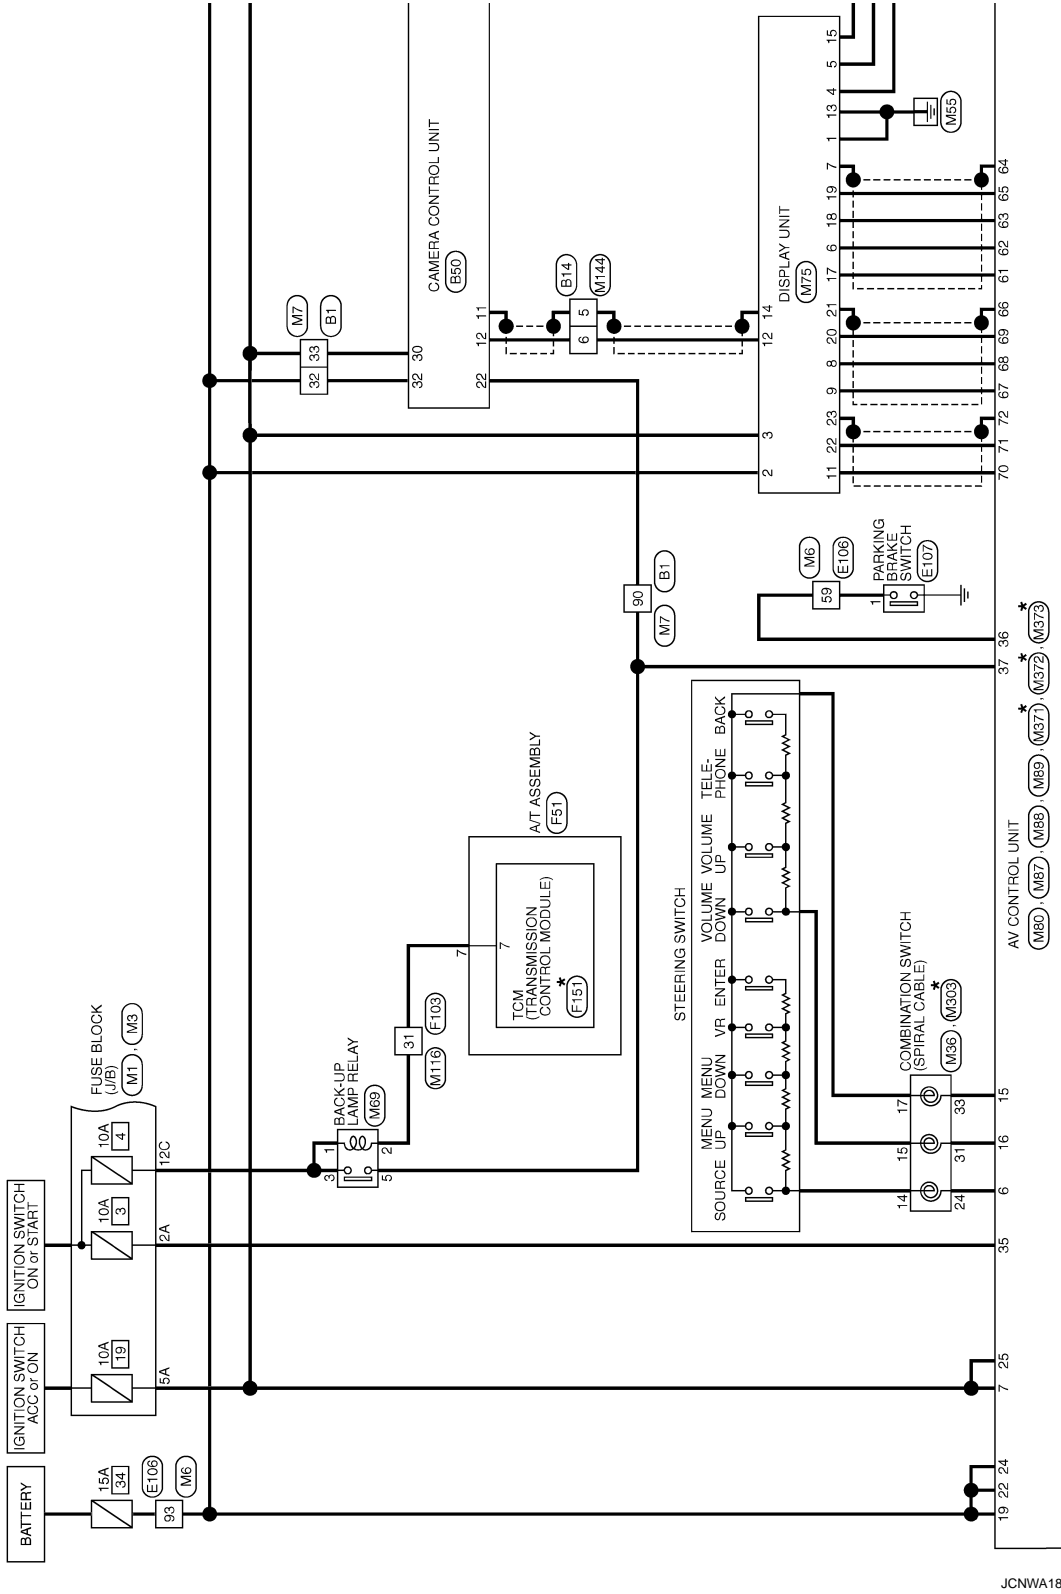 BATTERY
15A
34
E106
93
M6
IGNITION SWITCH
ACC or ON
IGNITION SWITCH
ON or START
10A
19
5A
10A
3
2A
10A
4
12C
FUSE BLOCK
(J/B)
M1 , M3
BACK-UP
LAMP RELAY
M69
1
3
2
5
M116
31
F103
A/T ASSEMBLY
F51
7
7
TCM
(TRANSMISSION
CONTROL MODULE)
*
F151
M7
B1
32
33
32
30
CAMERA CONTROL UNIT
B50
22
12
11
B14
M144
6
5
12
14
2
3
M7
90
B1
DISPLAY UNIT
M75
11
22
23
9
8
20
21
17
6
18
19
7
1
13
4
5
15
M55
70
71
72
67
68
69
66
61
62
63
65
64
M6
E106
59
PARKING
BRAKE
SWITCH
E107
1
37
36
STEERING SWITCH
SOURCE
MENU
UP
MENU
DOWN
VR
ENTER
VOLUME
DOWN
VOLUME
UP
TELE-
PHONE
BACK
COMBINATION SWITCH
(SPIRAL CABLE)
*
M36 , M303
14
15
17
24
31
33
19
22
24
7
25
35
6
16
15
AV CONTROL UNIT
* * *
M80 , M87 , M88 , M89 , M371 , M372 , M373
JCNWA18